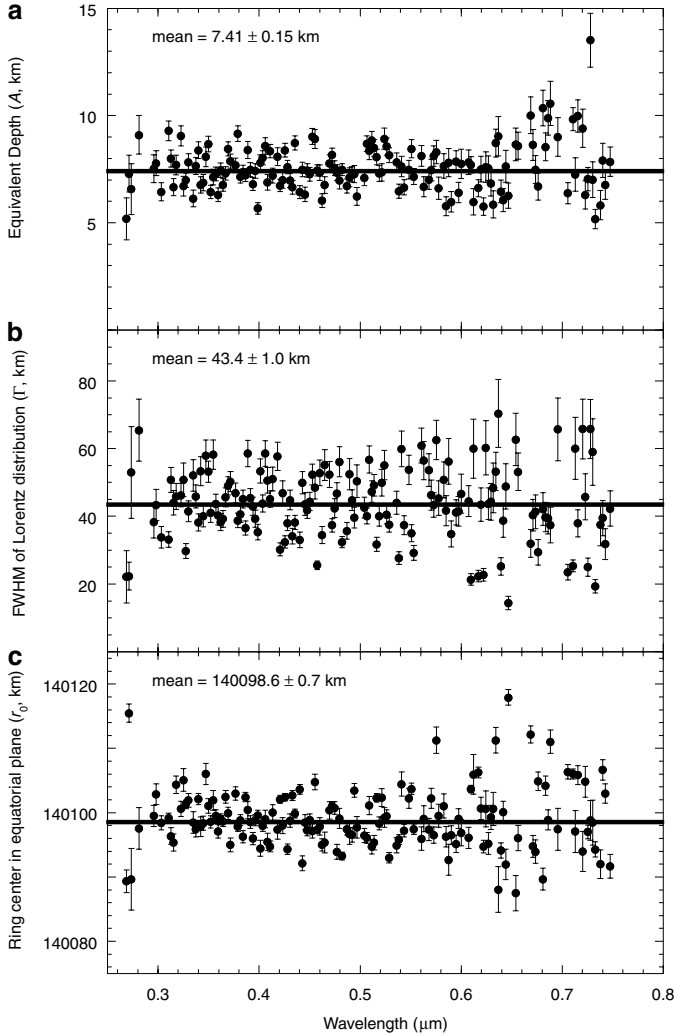 a
15
mean = 7.41 ± 0.15 km
Equivalent Depth (A, km)
10
5
b
mean = 43.4 ± 1.0 km
FWHM of Lorentz distribution (Γ, km)
80
60
40
20
c
mean = 140098.6 ± 0.7 km
Ring center in equatorial plane (r0, km)
140120
140100
140080
0.3 0.4 0.5 0.6 0.7 0.8
Wavelength (μm)